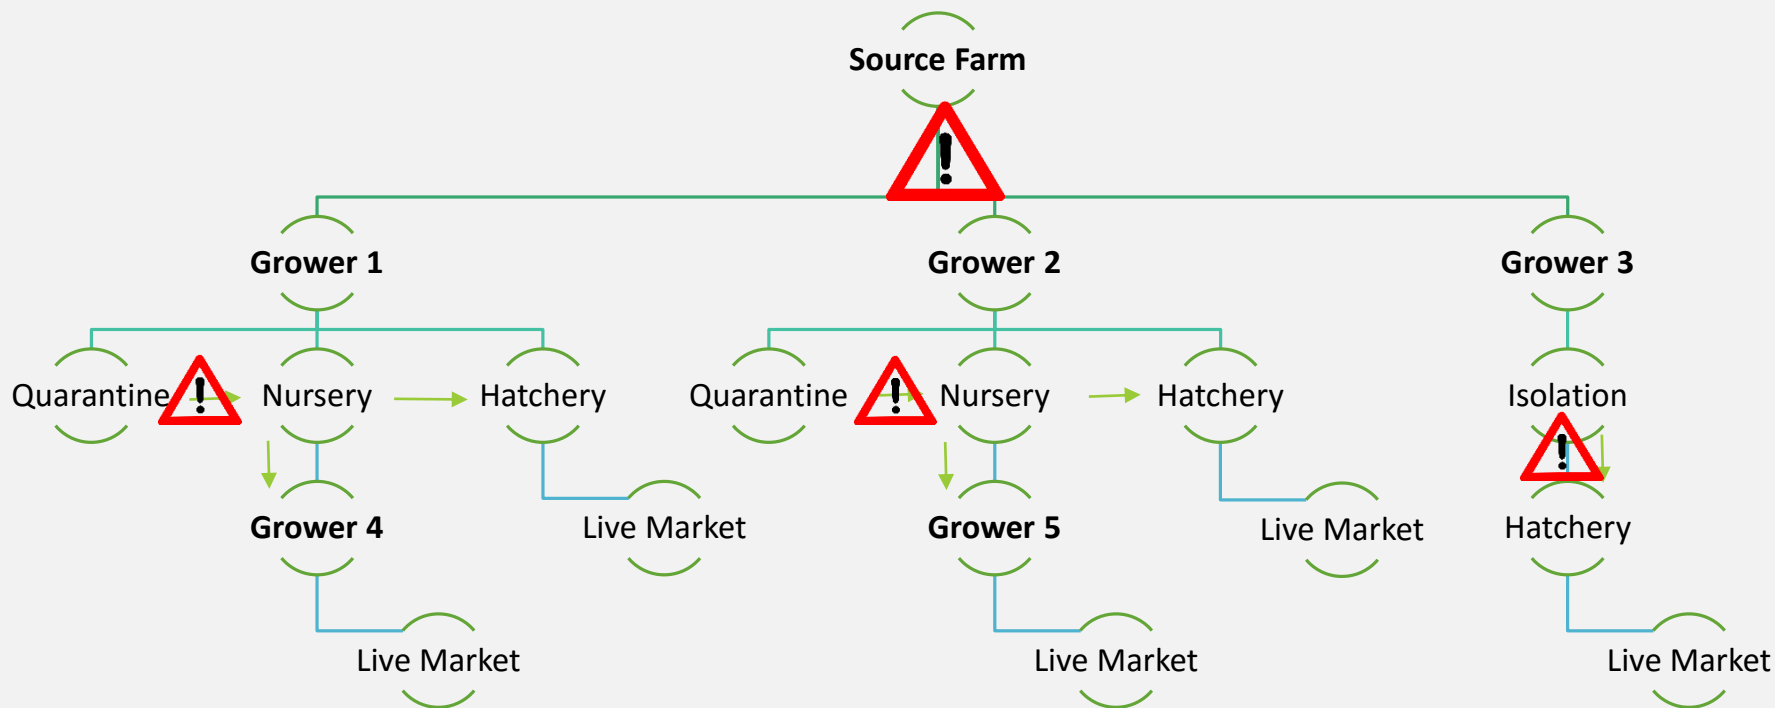 Source Farm
Grower 1
Grower 2
Grower 3
Quarantine
Nursery
Hatchery
Quarantine
Nursery
Hatchery
Isolation
Grower 4
Live Market
Grower 5
Live Market
Hatchery
Live Market
Live Market
Live Market